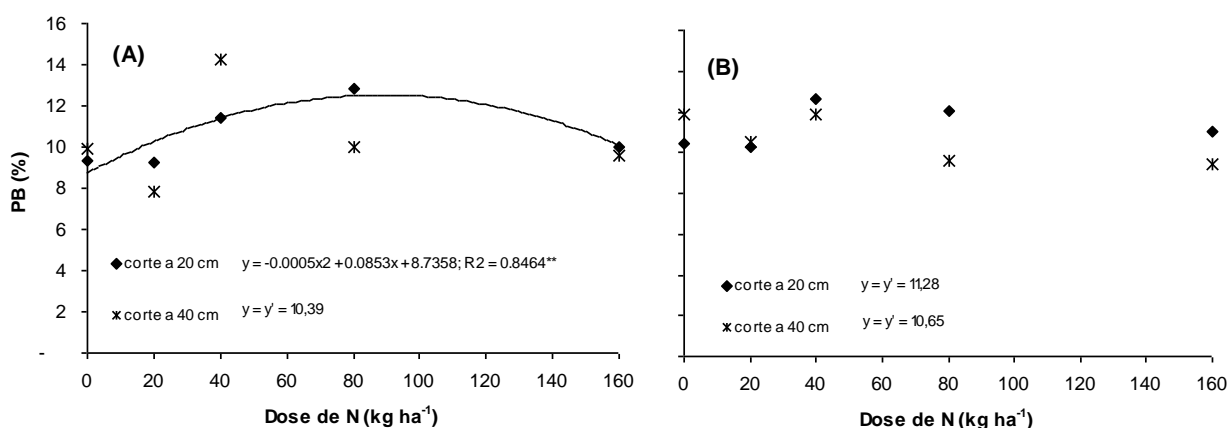 (A)
PB (%)
16
14
12
10
8
6
4
2
-
corte a 20 cm y = -0.0005x2 + 0.0853x + 8.7358; R2 = 0.8464**
corte a 40 cm y = y' = 10,39
0 20 40 60 80 100 120 140 160
Dose de N (kg ha-1)
(B)
corte a 20 cm y = y' = 11,28
corte a 40 cm y = y' = 10,65
0 20 40 60 80 100 120 140 160
Dose de N (kg ha-1)